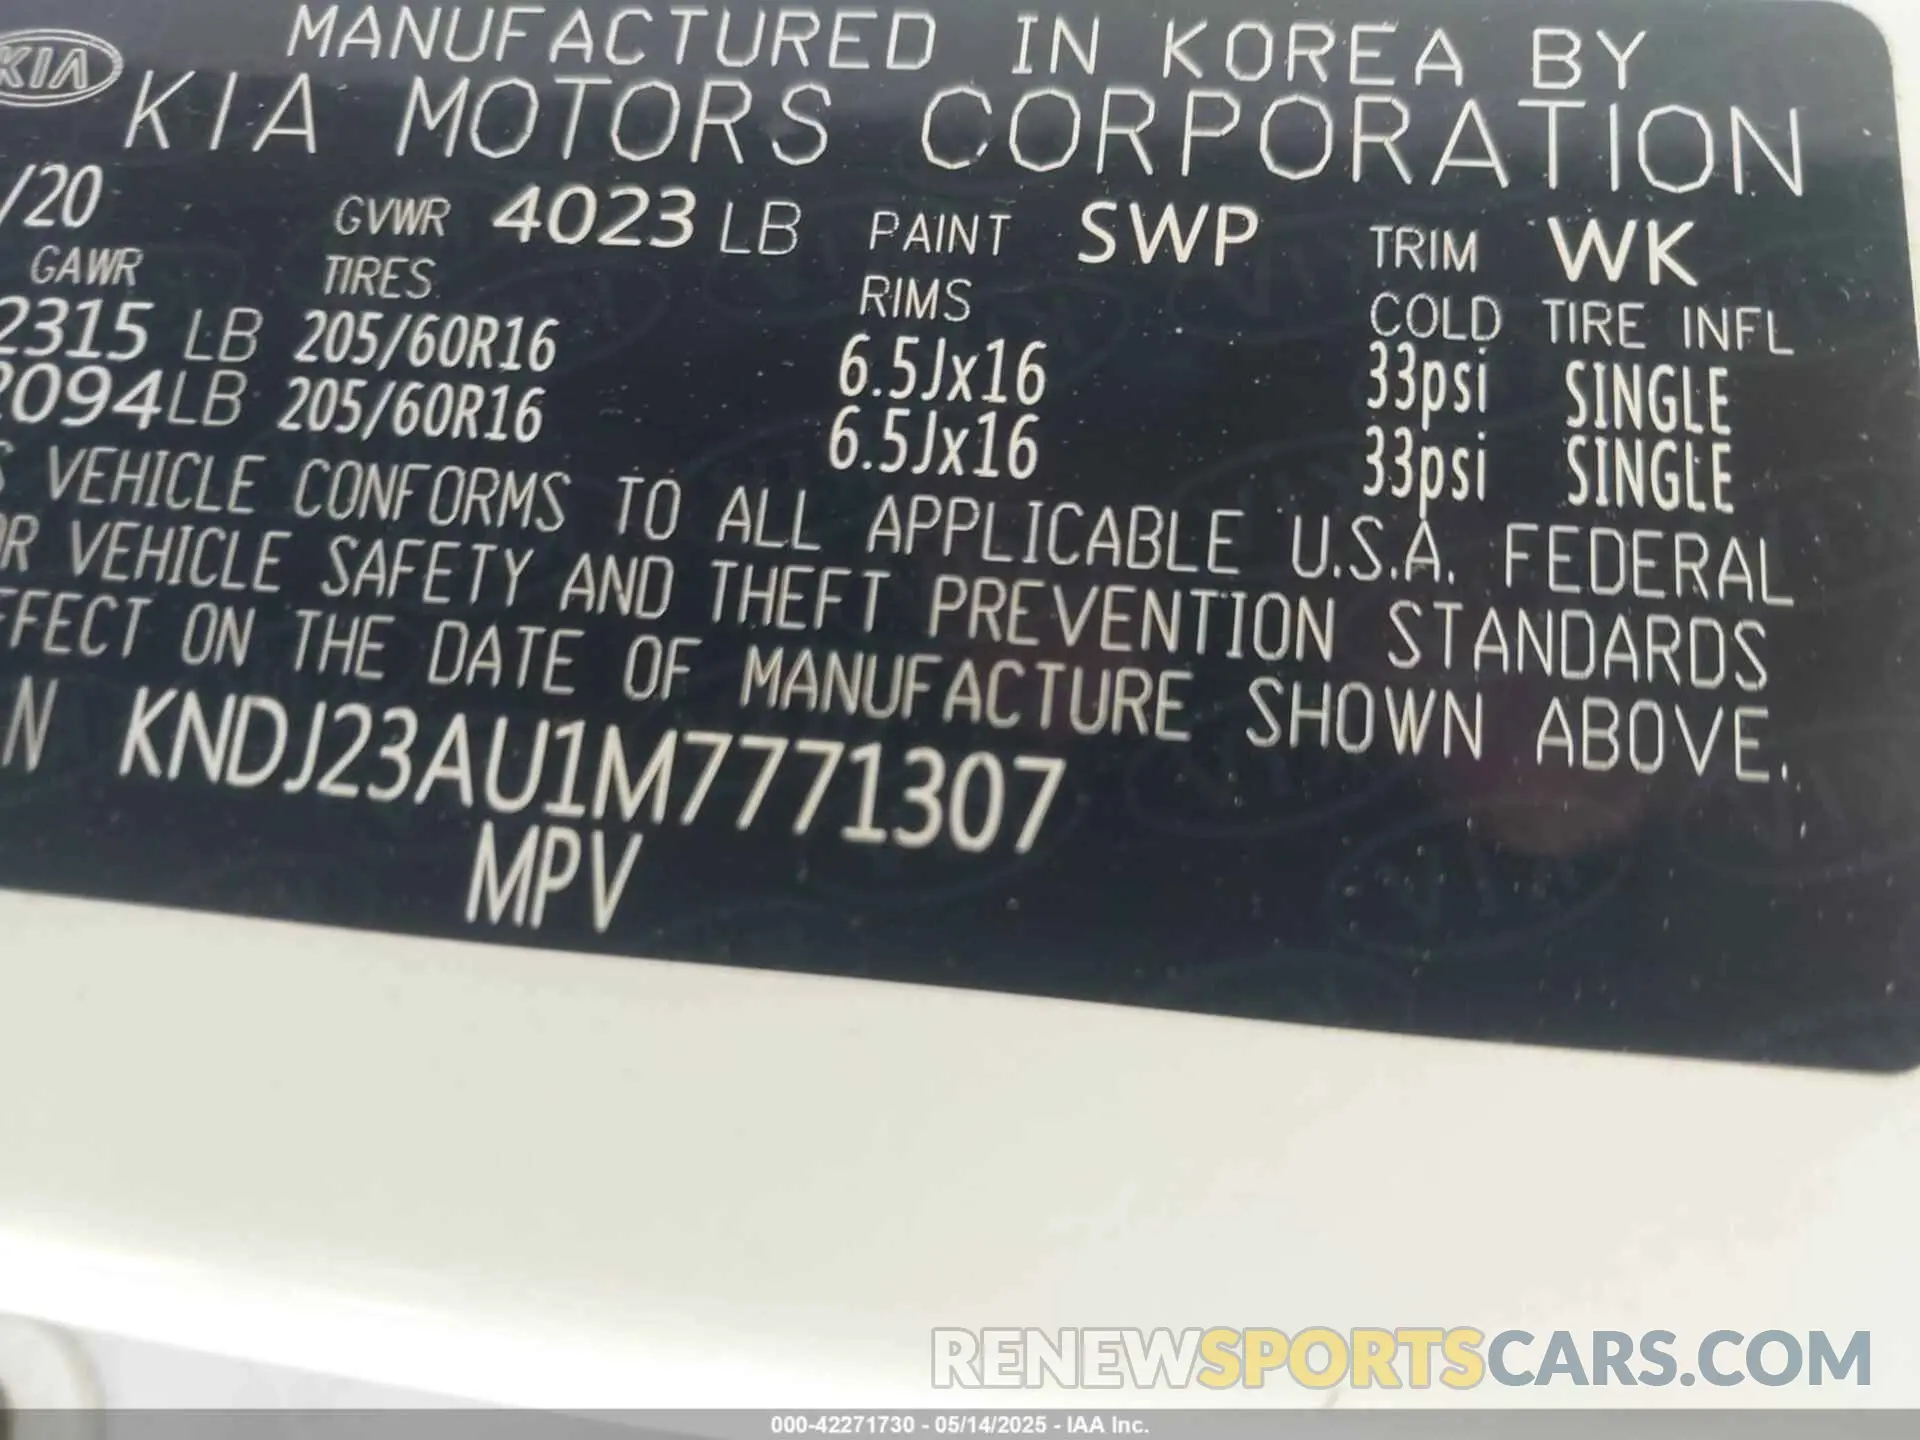 MANUFACTURED IN KOREA BY
KIA
KIA MOTORS CORPORATION
/20 GVWR 4023 LB PAINT SWP TRIM WK
GAWR TIRES RIMS COLD TIRE INFL
2315 LB 205/60R16 6.5Jx16 33psi SINGLE
2094LB 205/60R16 6.5Jx16 33psi SINGLE
S VEHICLE CONFORMS TO ALL APPLICABLE U.S.A. FEDERAL
OR VEHICLE SAFETY AND THEFT PREVENTION STANDARDS
FFECT ON THE DATE OF MANUFACTURE SHOWN ABOVE.
N KNDJ23AU1M7771307
MPV
RENEWSPORTSCARS.COM
000-42271730 - 05/14/2025 - IAA Inc.